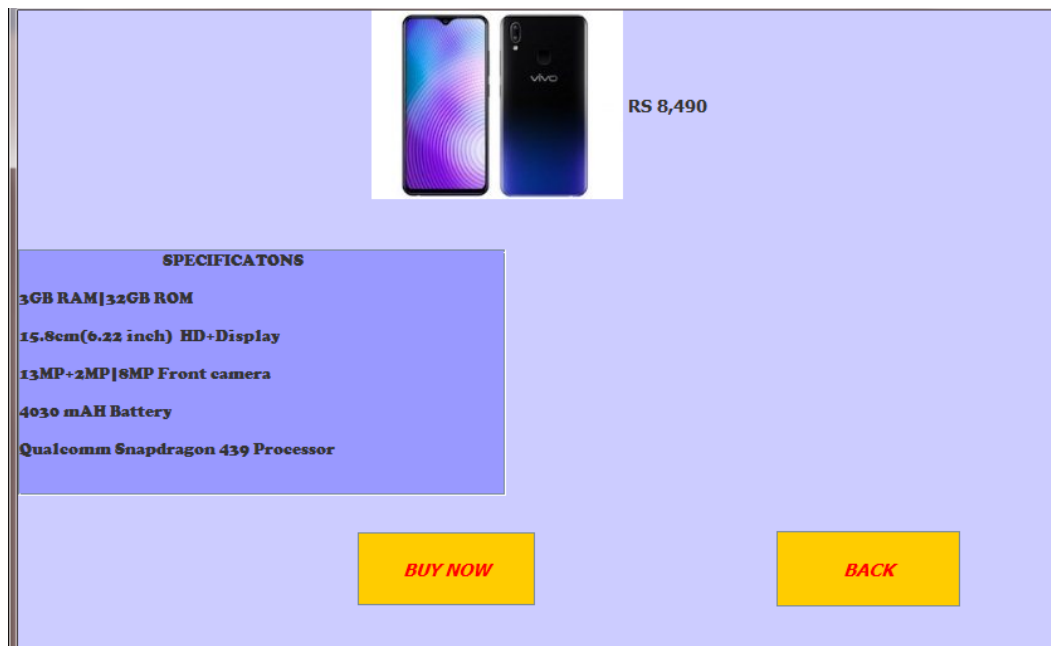 vivo
RS 8,490
SPECIFICATONS
3GB RAM|32GB ROM
15.8cm(6.22 inch) HD+Display
13MP+2MP|8MP Front camera
4030 mAH Battery
Qualcomm Snapdragon 439 Processor
BUY NOW
BACK